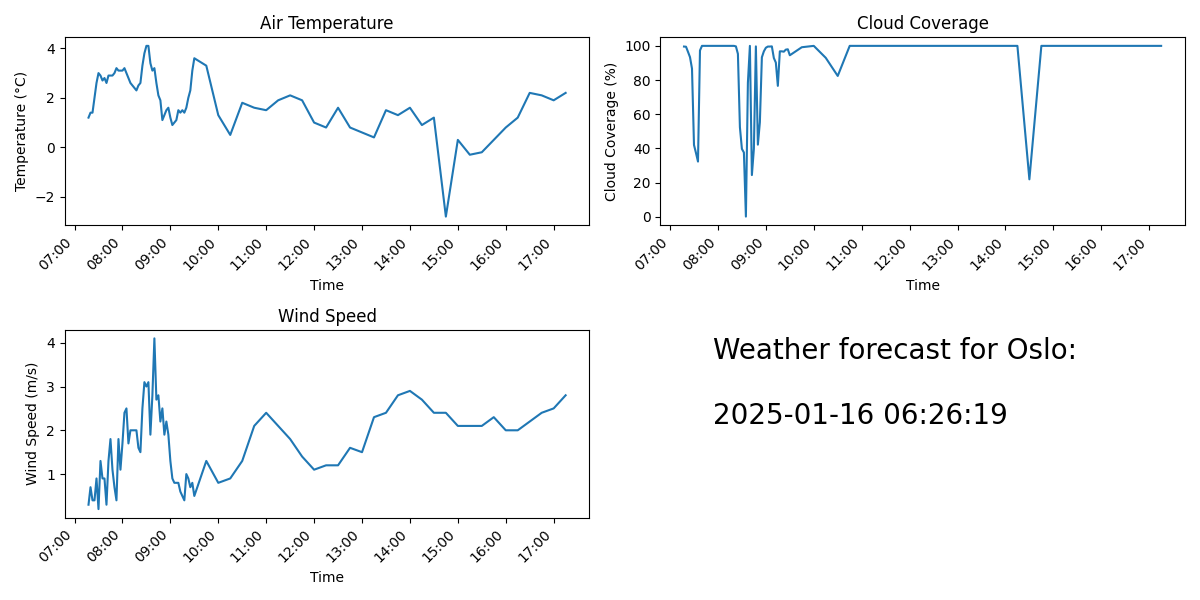 Air Temperature
Temperature (°C)
4
2
0
−2
07:00 08:00 09:00 10:00 11:00 12:00 13:00 14:00 15:00 16:00 17:00
Time
Cloud Coverage
Cloud Coverage (%)
100
80
60
40
20
0
07:00 08:00 09:00 10:00 11:00 12:00 13:00 14:00 15:00 16:00 17:00
Time
Wind Speed
Wind Speed (m/s)
4
3
2
1
07:00 08:00 09:00 10:00 11:00 12:00 13:00 14:00 15:00 16:00 17:00
Time
Weather forecast for Oslo:
2025-01-16 06:26:19